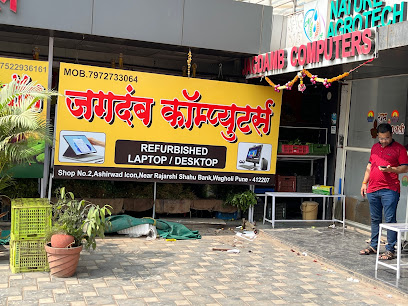 NATURE
AGROTECH
JAGDAMB COMPUTERS
7522936161
MOB.7972733064
जगदंब कॉम्प्युटर्स
REFURBISHED
LAPTOP / DESKTOP
Shop No.2,Ashirwad Icon,Near Rajarshi Shahu Bank,Wagholi Pune - 412207